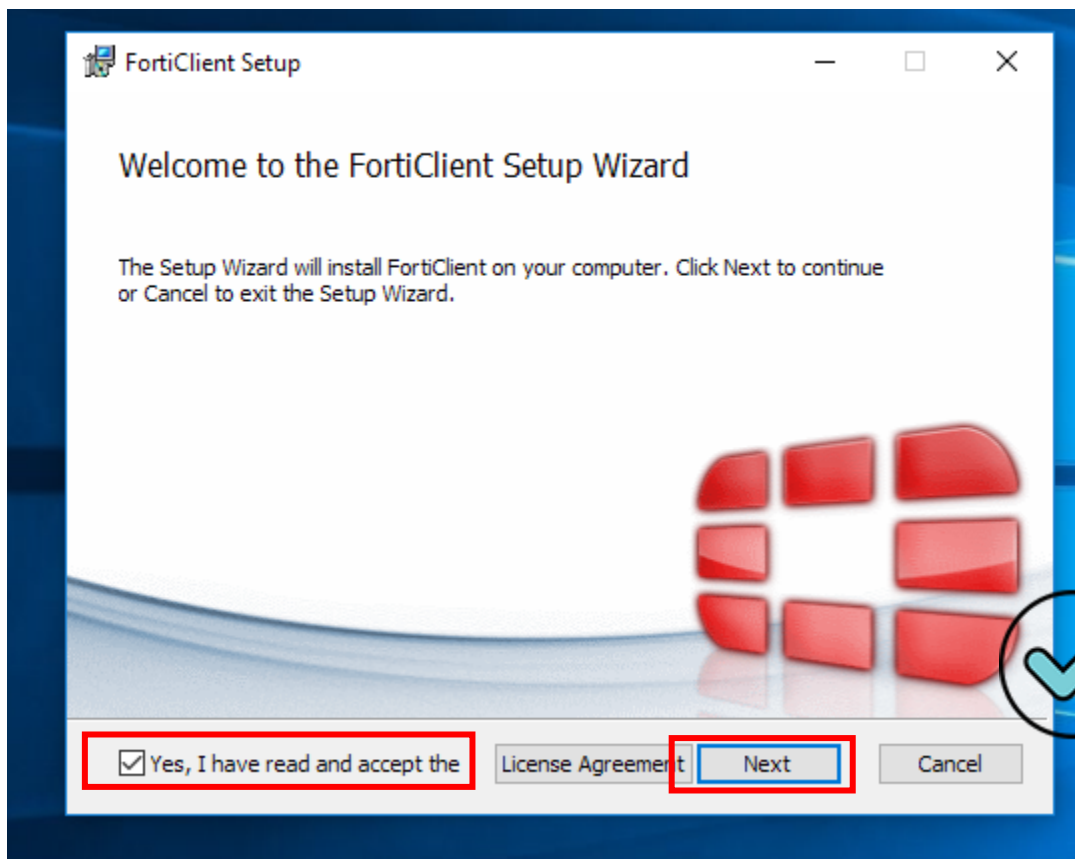 FortiClient Setup
Welcome to the FortiClient Setup Wizard
The Setup Wizard will install FortiClient on your computer. Click Next to continue
or Cancel to exit the Setup Wizard.
Yes, I have read and accept the License Agreement Next Cancel